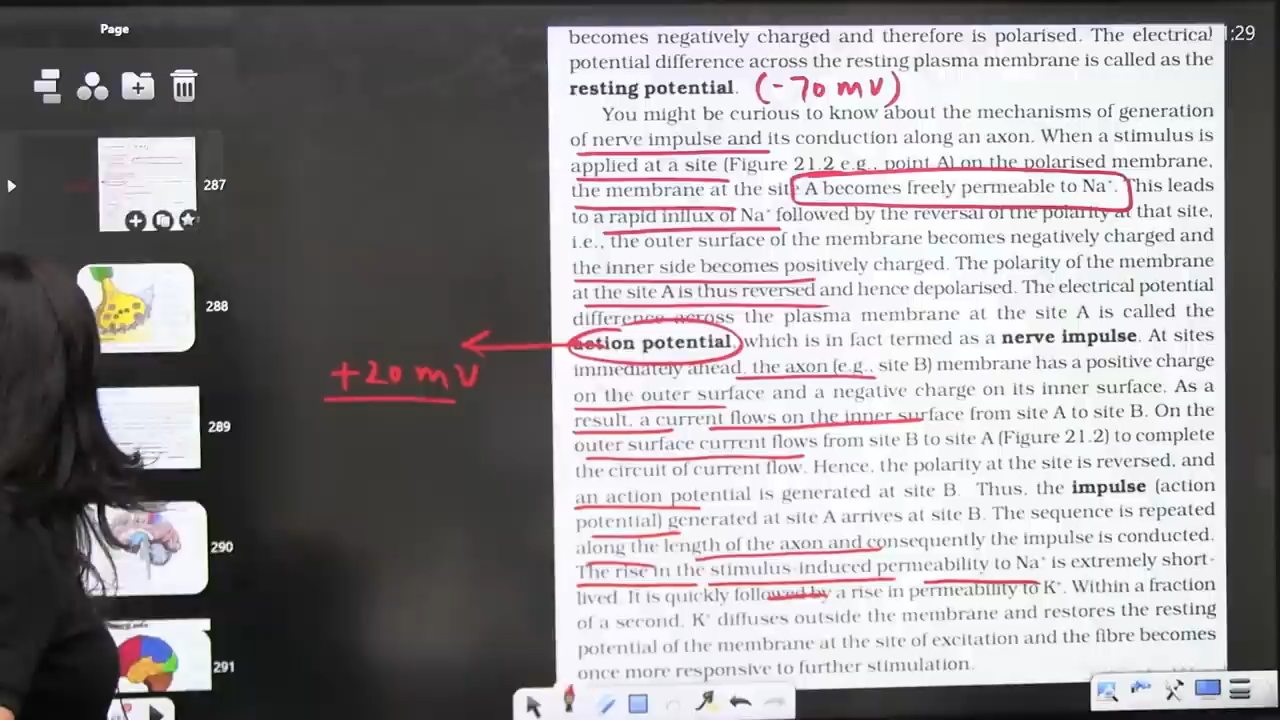 Page
1:29
becomes negatively charged and therefore is polarised. The electrical
potential difference across the resting plasma membrane is called as the
resting potential. (-70 mV)
You might be curious to know about the mechanisms of generation
of nerve impulse and its conduction along an axon. When a stimulus is
applied at a site (Figure 21.2 e.g., point A) on the polarised membrane,
the membrane at the site A becomes freely permeable to Na⁺. This leads
to a rapid influx of Na⁺ followed by the reversal of the polarity at that site,
i.e., the outer surface of the membrane becomes negatively charged and
the inner side becomes positively charged. The polarity of the membrane
at the site A is thus reversed and hence depolarised. The electrical potential
difference across the plasma membrane at the site A is called the
action potential, which is in fact termed as a nerve impulse. At sites
immediately ahead, the axon (e.g., site B) membrane has a positive charge
on the outer surface and a negative charge on its inner surface. As a
result, a current flows on the inner surface from site A to site B. On the
outer surface current flows from site B to site A (Figure 21.2) to complete
the circuit of current flow. Hence, the polarity at the site is reversed, and
an action potential is generated at site B. Thus, the impulse (action
potential) generated at site A arrives at site B. The sequence is repeated
along the length of the axon and consequently the impulse is conducted.
The rise in the stimulus-induced permeability to Na⁺ is extremely short-
lived. It is quickly followed by a rise in permeability to K⁺. Within a fraction
of a second, K⁺ diffuses outside the membrane and restores the resting
potential of the membrane at the site of excitation and the fibre becomes
once more responsive to further stimulation.
+20 mV
287
288
289
290
291